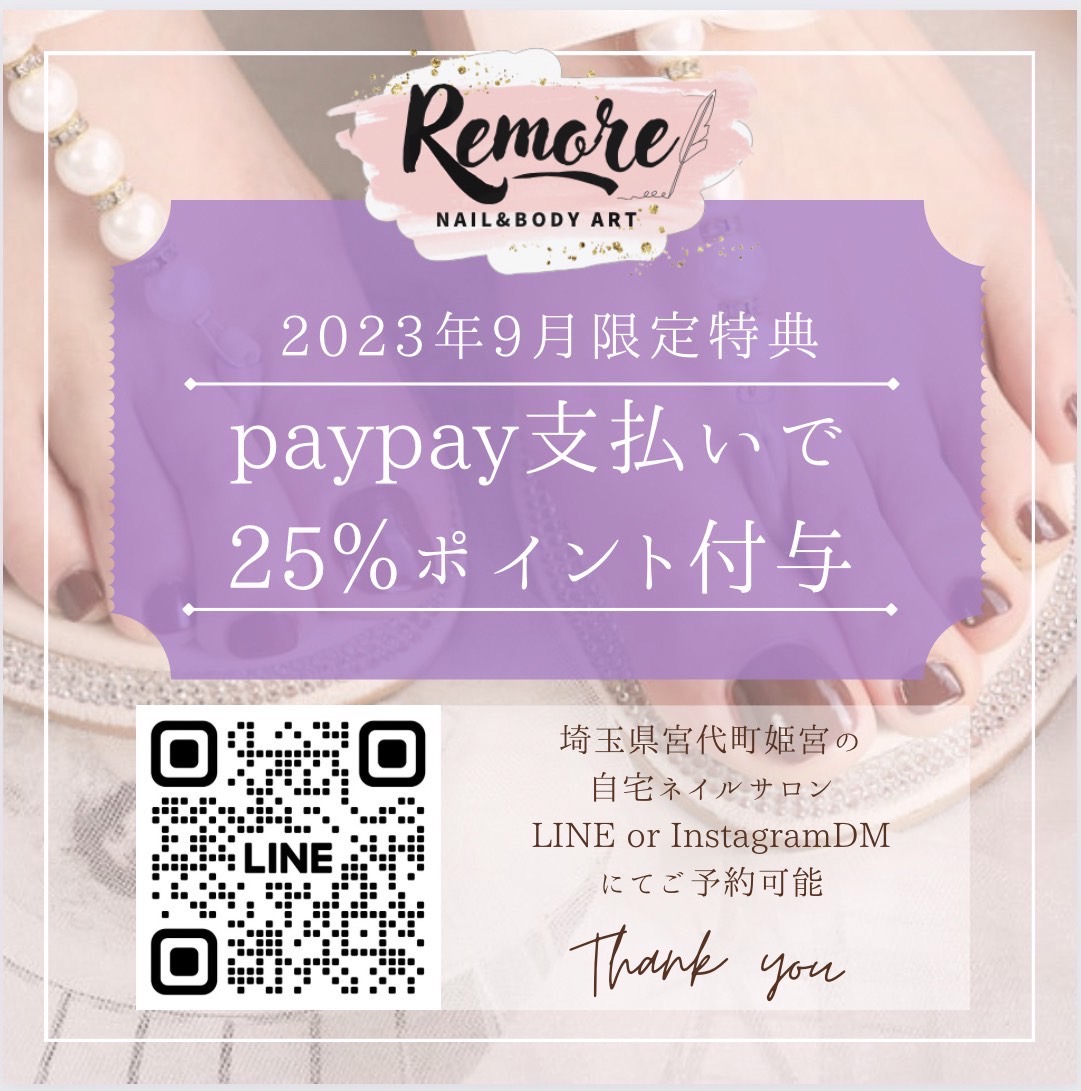 Remore
NAIL&BODY ART
2023年9月限定特典
paypay支払いで
25%ポイント付与
埼玉県宮代町姫宮の
自宅ネイルサロン
LINE or InstagramDM
にてご予約可能
Thank you
LINE